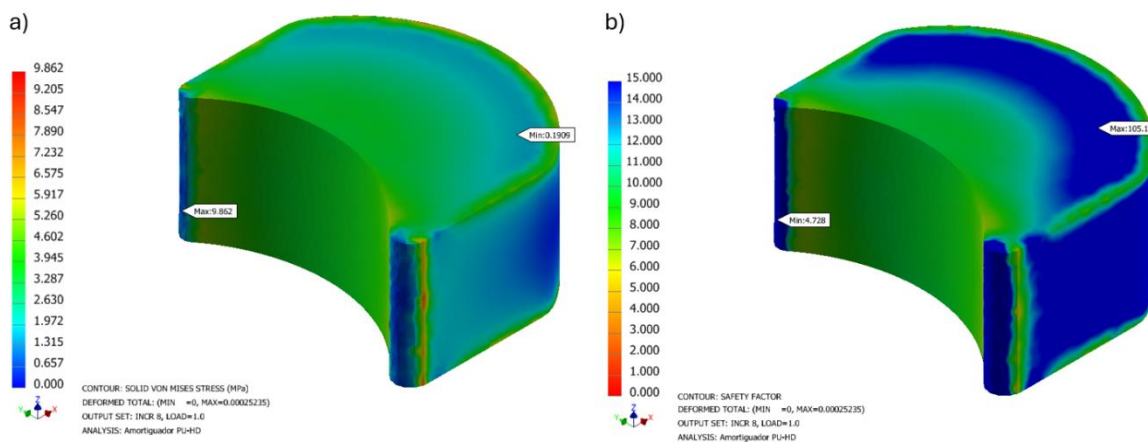 a)
9.862
9.205
8.547
7.890
7.232
6.575
5.917
5.260
4.602
3.945
3.287
2.630
1.972
1.315
0.657
0.000
Min:0.1909
Max:9.862
CONTOUR: SOLID VON MISES STRESS (MPa)
DEFORMED TOTAL: (MIN =0, MAX=0.00025235)
OUTPUT SET: INCR 8, LOAD=1.0
ANALYSIS: Amortiguador PU-HD
Y Z X
b)
15.000
14.000
13.000
12.000
11.000
10.000
9.000
8.000
7.000
6.000
5.000
4.000
3.000
2.000
1.000
0.000
Max:105.1
Min:4.728
CONTOUR: SAFETY FACTOR
DEFORMED TOTAL: (MIN =0, MAX=0.00025235)
OUTPUT SET: INCR 8, LOAD=1.0
ANALYSIS: Amortiguador PU-HD
Y Z X